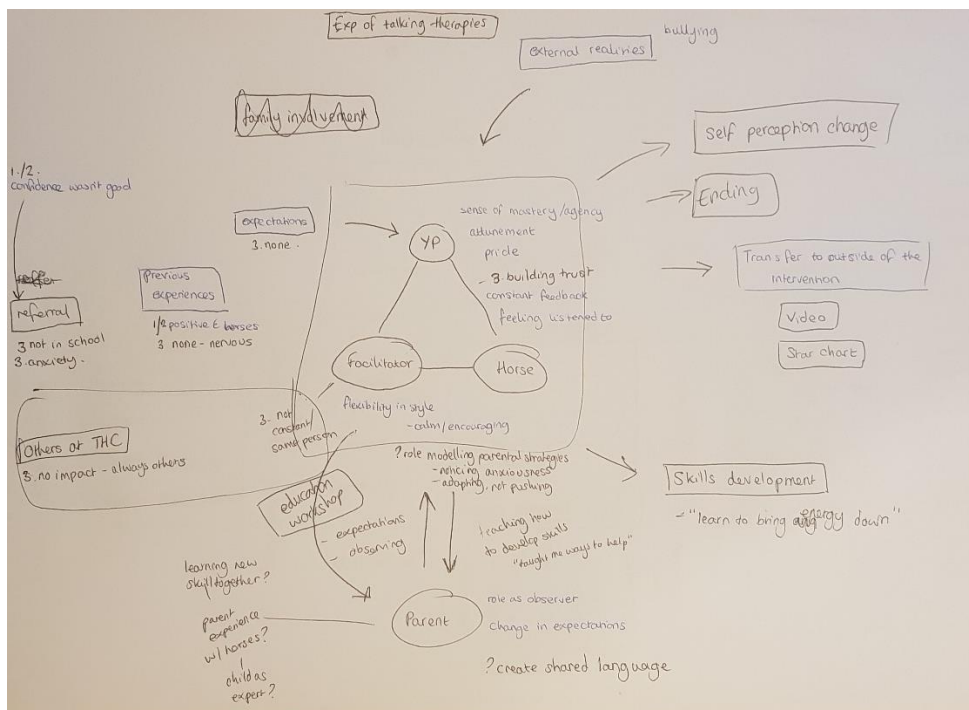 Exp of talking therapies
bullying
external realities
family involvement
self perception change
1./2.
confidence wasn't good
Ending
expectations
3. none.
sense of mastery/agency
attunement
pride
- 3. building trust
constant feedback
feeling listened to
YP
Transfer to outside of the
intervention
Video
Star chart
previous
experiences
1/2 positive & horses
3 none - nervous
referral
3 not in school
3. anxiety.
Facilitator
Horse
flexibility in style
- calm/encouraging
3. not
constant/
same person
Others at THC
3. no impact - always others
? role modelling parental strategies
- noticing anxiousness
- adapting, not pushing
Skills development
- "learn to bring energy down"
education
workshop
- expectations
- observing
teaching how
to develop skills
"taught me ways to help"
learning new
skill together?
Parent
role as observer
change in expectations
parent
experience
w/ horses?
child as
expert?
? create shared language